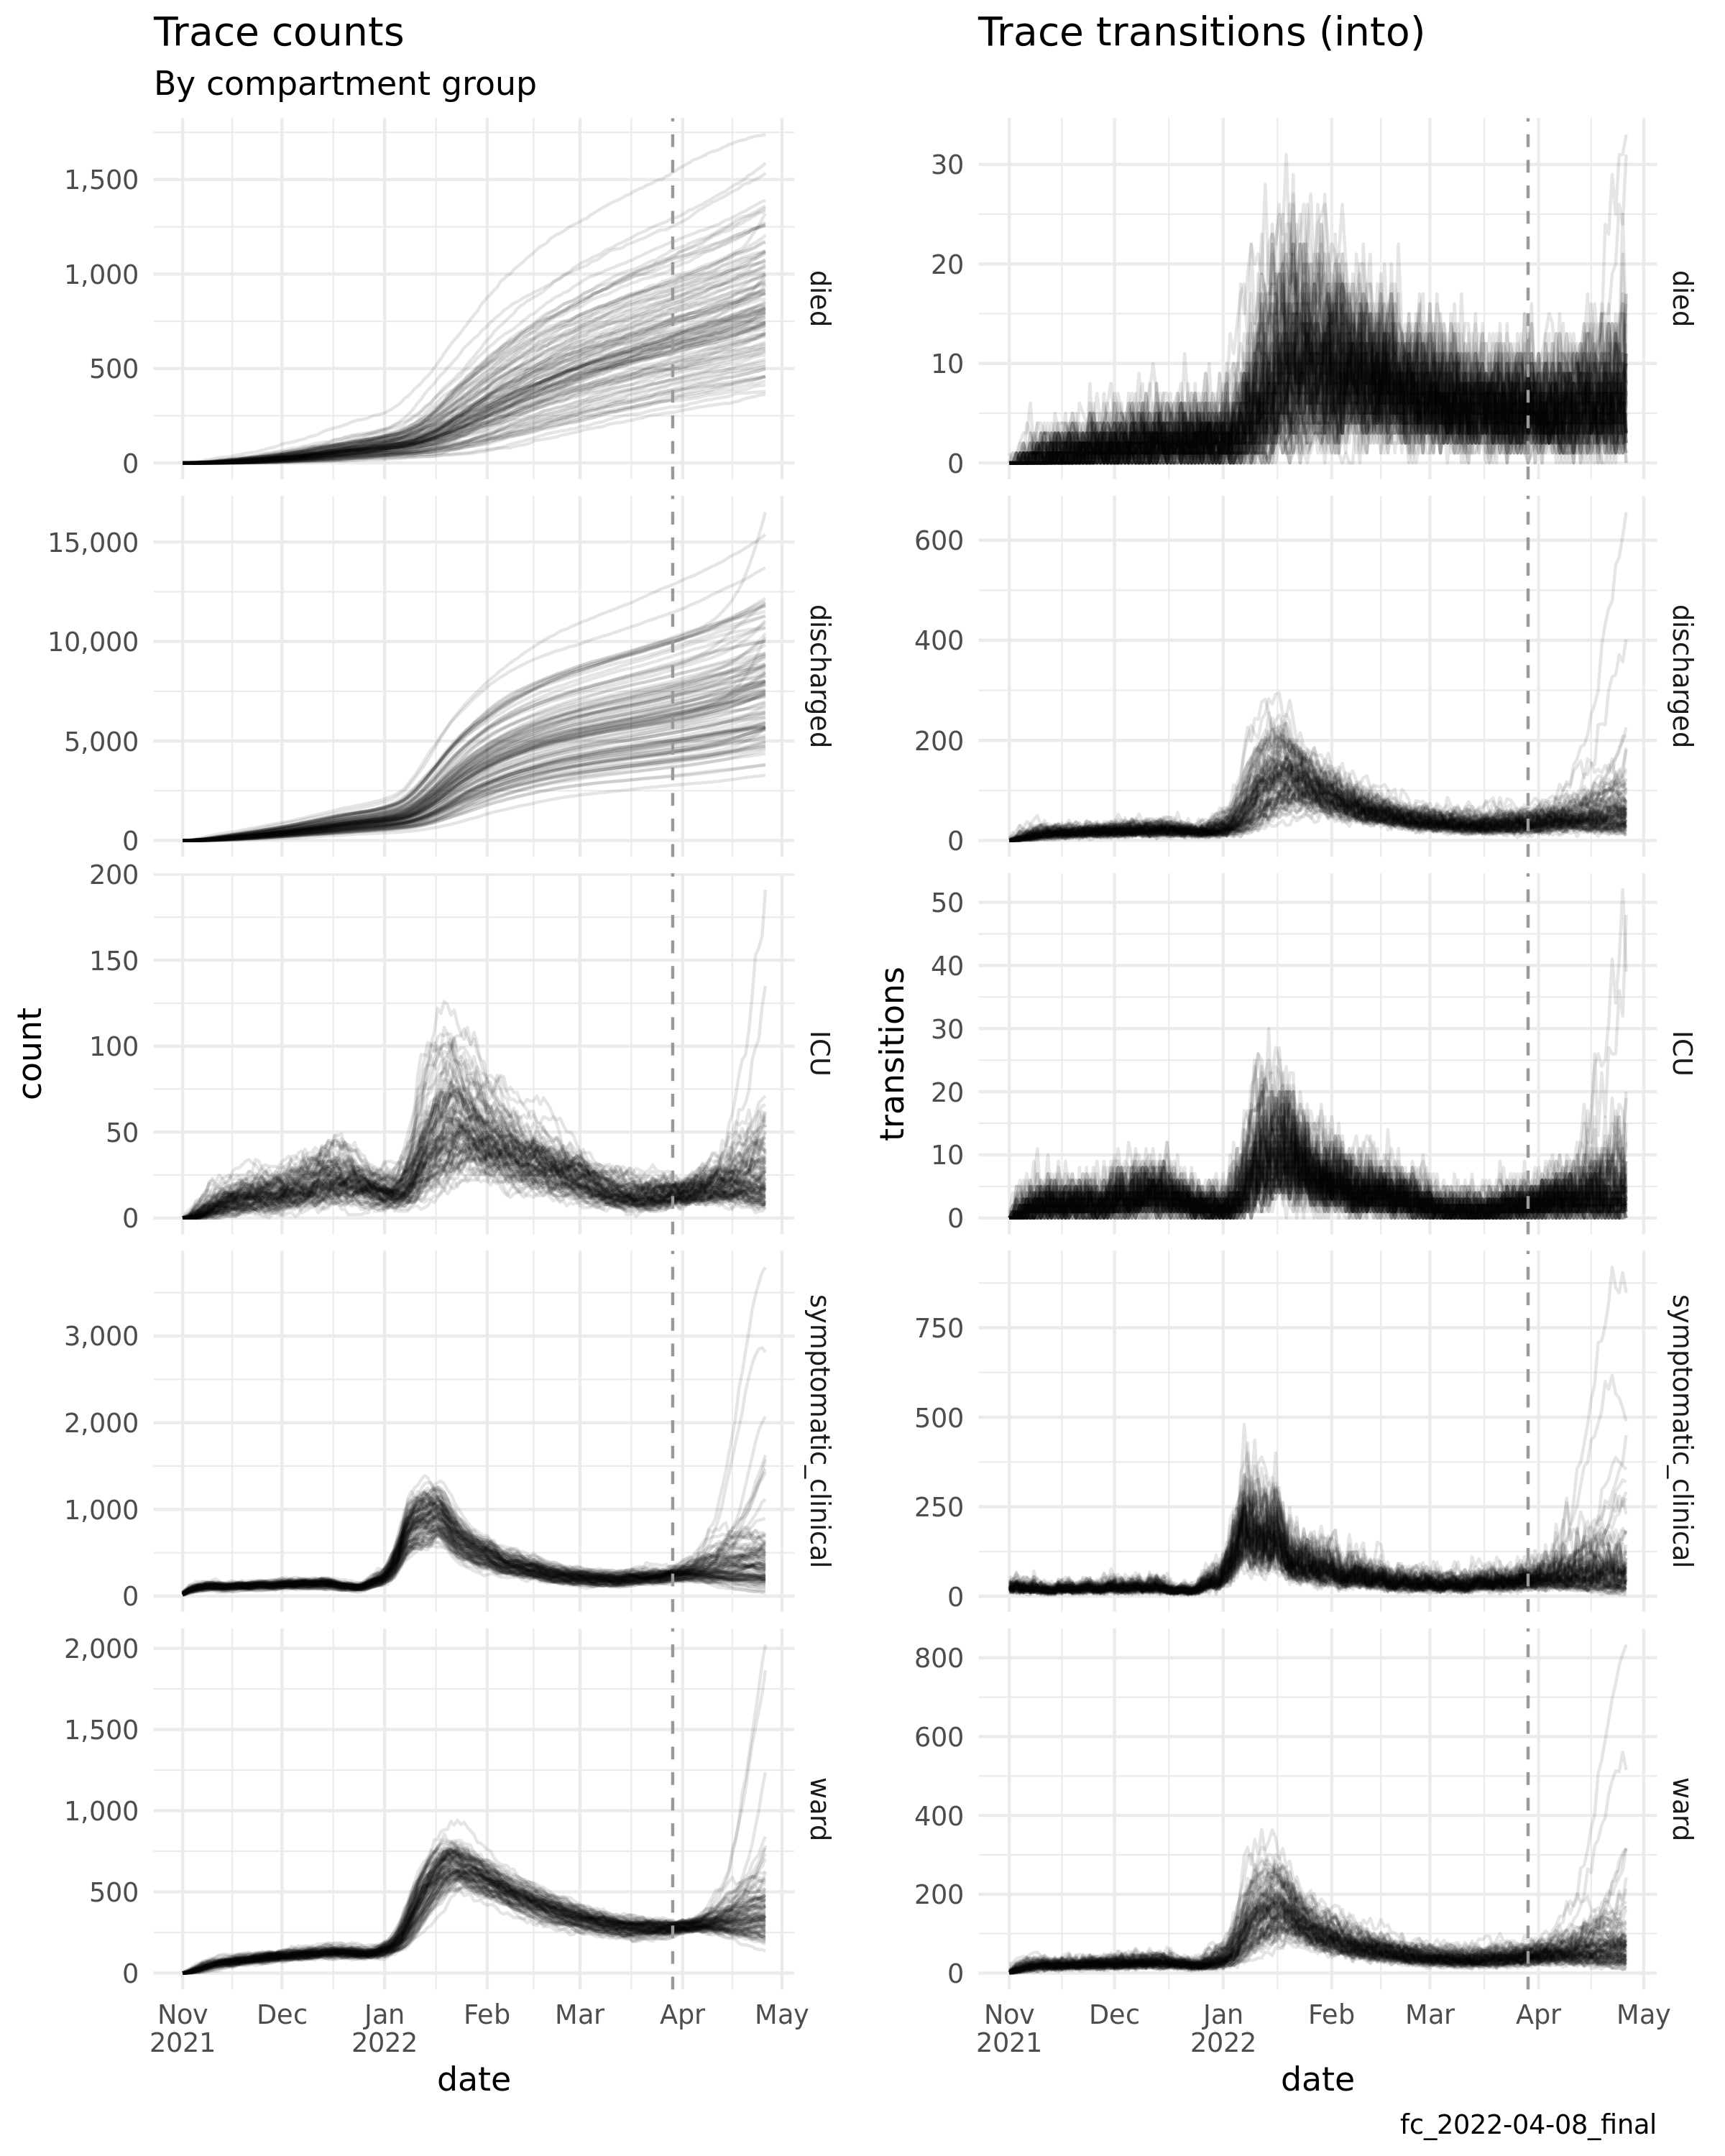 Trace counts
By compartment group
Trace transitions (into)
count
1,500
1,000
500
0
died
15,000
10,000
5,000
0
discharged
200
150
100
50
0
ICU
3,000
2,000
1,000
0
symptomatic_clinical
2,000
1,500
1,000
500
0
ward
Nov Dec Jan Feb Mar Apr May
2021 2022
date
transitions
30
20
10
0
died
600
400
200
0
discharged
50
40
30
20
10
0
ICU
750
500
250
0
symptomatic_clinical
800
600
400
200
0
ward
Nov Dec Jan Feb Mar Apr May
2021 2022
date
fc_2022-04-08_final